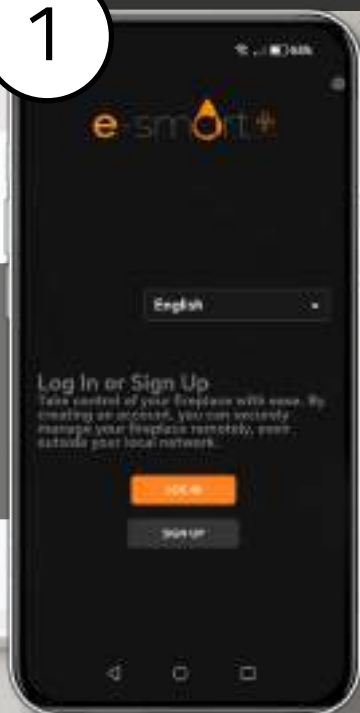 1
68%
e-smart+
English
Log In or Sign Up
Take control of your fireplace with ease. By
creating an account, you can securely
manage your fireplace remotely, even
outside your local network.
LOG IN
SIGN UP